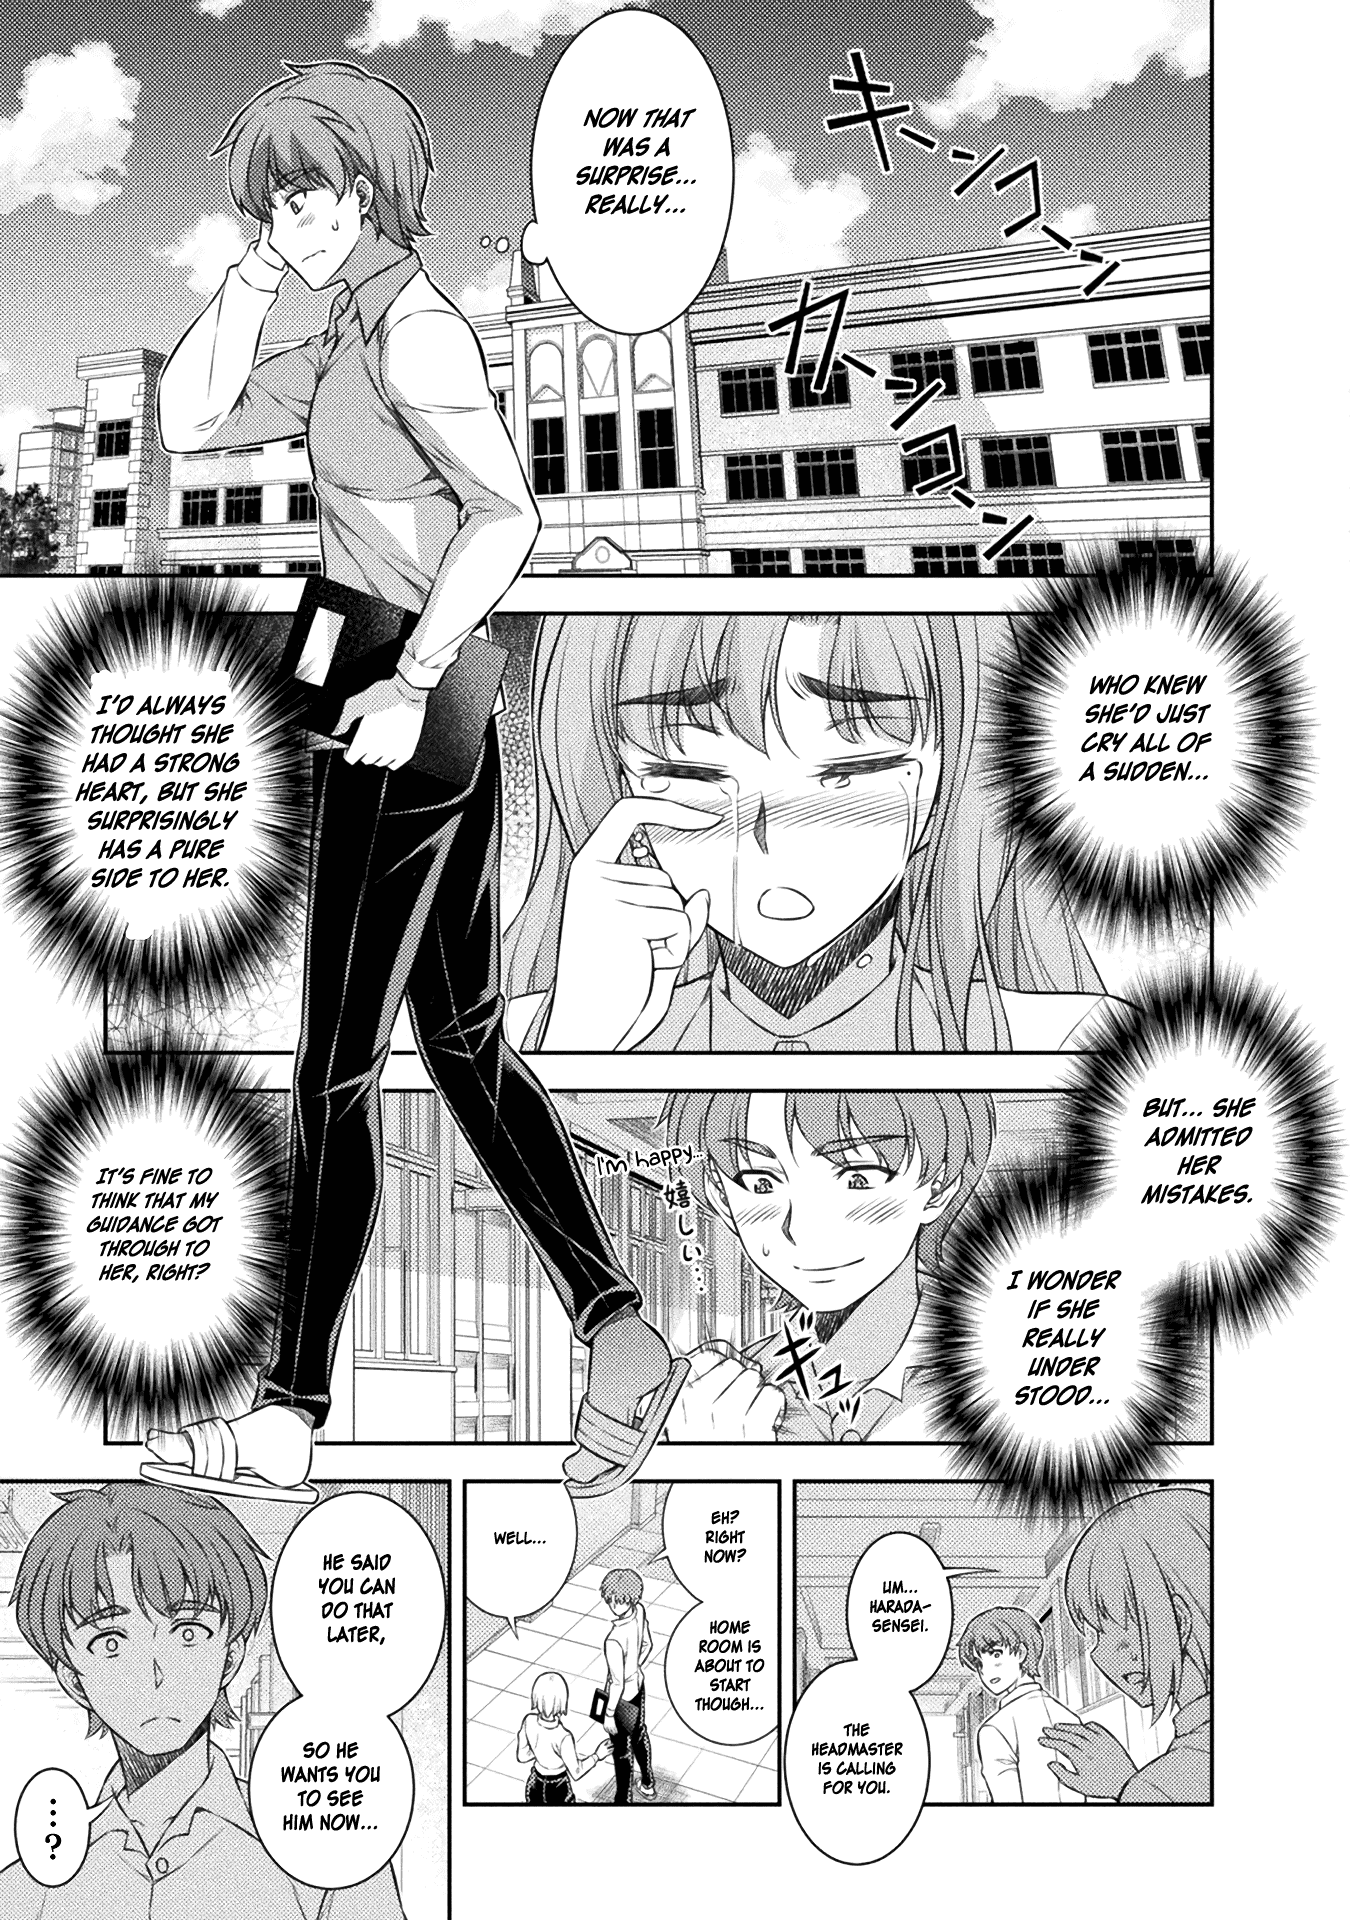 キーンコーン
カーンコーン
NOW THAT
WAS A
SURPRISE...
REALLY...
WHO KNEW
SHE'D JUST
CRY ALL OF
A SUDDEN...
I'D ALWAYS
THOUGHT SHE
HAD A STRONG
HEART, BUT SHE
SURPRISINGLY
HAS A PURE
SIDE TO HER.
BUT... SHE
ADMITTED
HER
MISTAKES.
I WONDER
IF SHE
REALLY
UNDER
STOOD...
I'm happy..
嬉しい...
ギュッ
IT'S FINE TO
THINK THAT MY
GUIDANCE GOT
THROUGH TO
HER, RIGHT?
UM...
HARADA-
SENSEI.
THE
HEADMASTER
IS CALLING
FOR YOU.
EH?
RIGHT
NOW?
HOME
ROOM IS
ABOUT TO
START
THOUGH...
WELL...
HE SAID
YOU CAN
DO THAT
LATER,
SO HE
WANTS YOU
TO SEE
HIM NOW...
...?